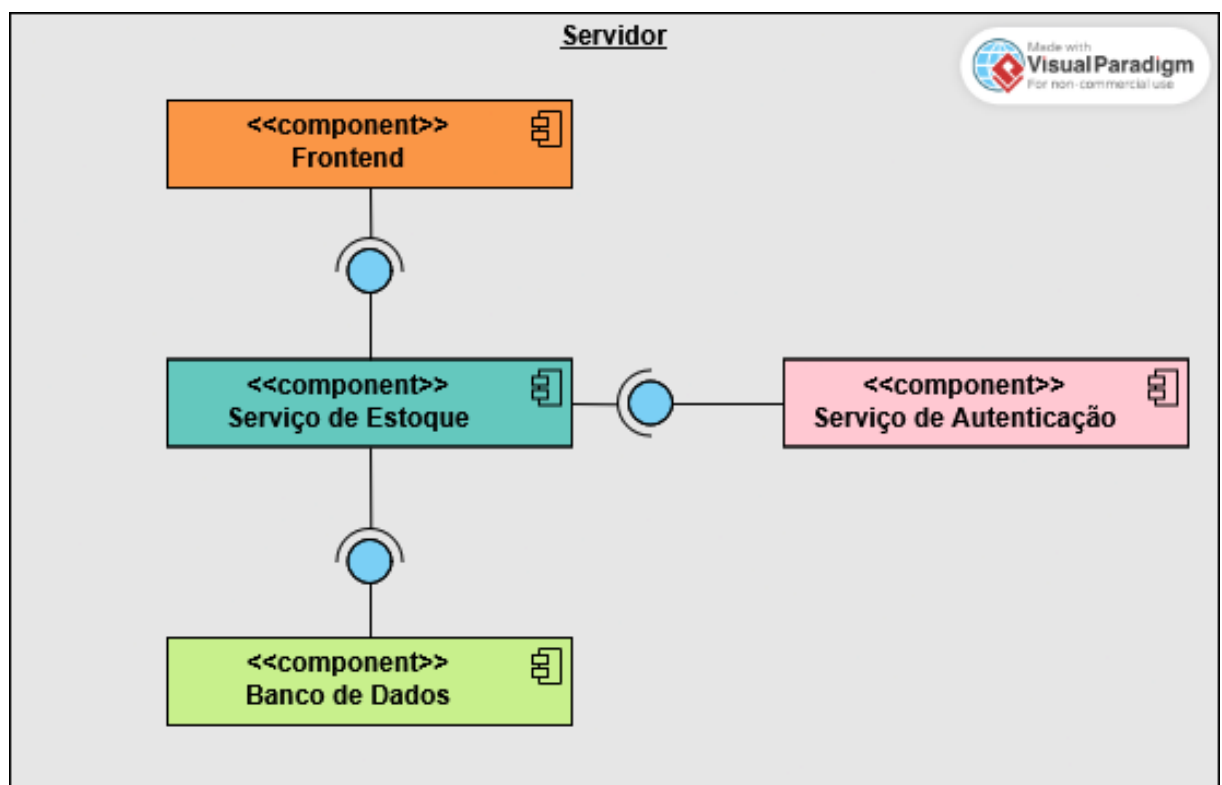 Servidor
Made with
Visual Paradigm
For non-commercial use
<<component>>
Frontend
<<component>>
Serviço de Estoque
<<component>>
Serviço de Autenticação
<<component>>
Banco de Dados